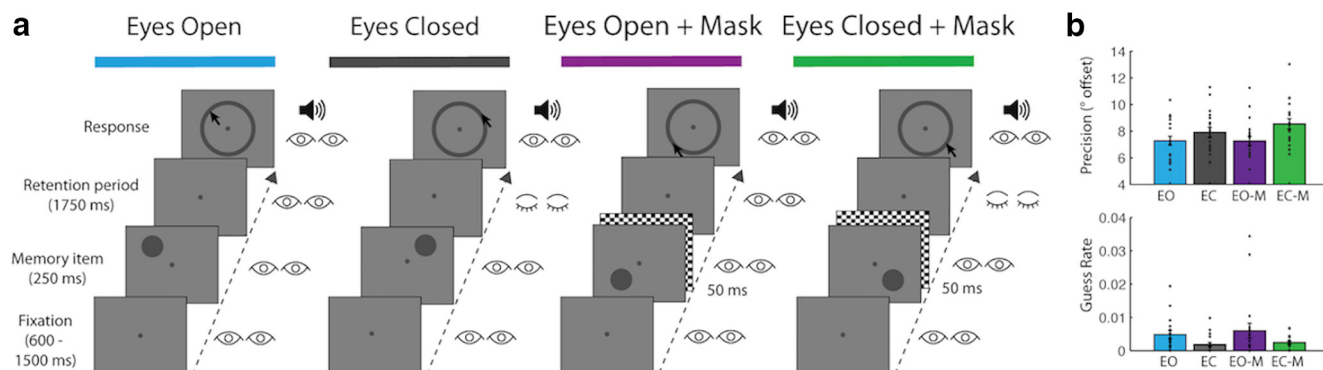 a
Eyes Open
Eyes Closed
Eyes Open + Mask
Eyes Closed + Mask
Response
Retention period
(1750 ms)
Memory item
(250 ms)
50 ms
50 ms
Fixation
(600 -
1500 ms)
b
Precision (° offset)
14
12
10
8
6
4
EO
EC
EO-M
EC-M
Guess Rate
0.04
0.03
0.02
0.01
0
EO
EC
EO-M
EC-M